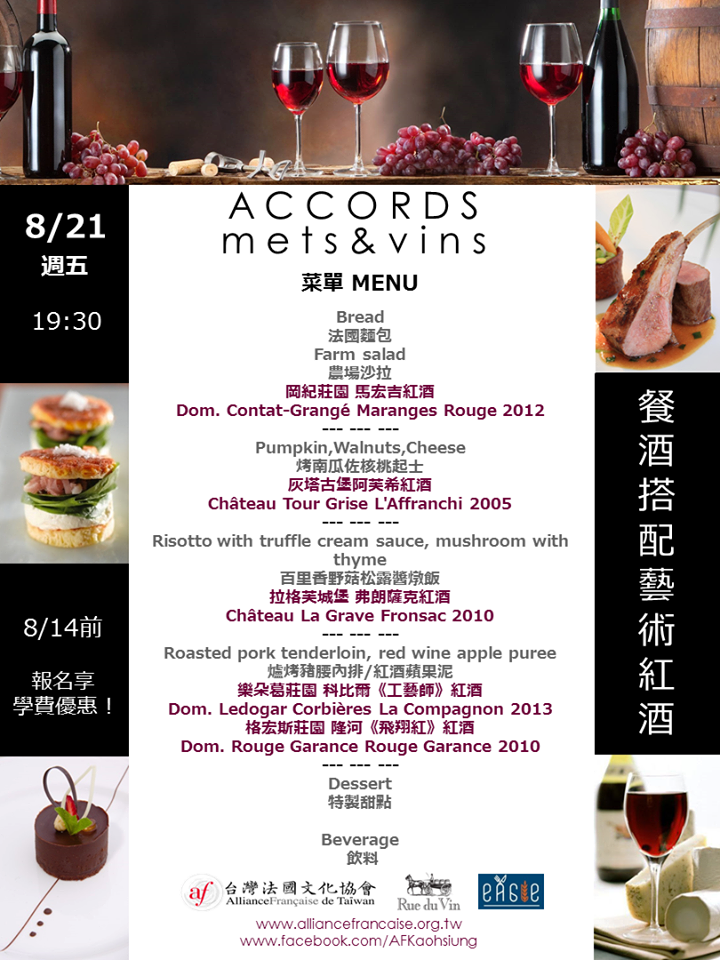 ACCORDS
mets&vins
8/21
週五
19:30
8/14前
報名享
學費優惠！
菜單 MENU
Bread
法國麵包
Farm salad
農場沙拉
岡紀莊園 馬宏吉紅酒
Dom. Contat-Grangé Maranges Rouge 2012
--- --- ---
Pumpkin,Walnuts,Cheese
烤南瓜佐核桃起士
灰塔古堡阿芙希紅酒
Château Tour Grise L'Affranchi 2005
--- --- ---
Risotto with truffle cream sauce, mushroom with
thyme
百里香野菇松露醬燉飯
拉格芙城堡 弗朗薩克紅酒
Château La Grave Fronsac 2010
--- --- ---
Roasted pork tenderloin, red wine apple puree
爐烤豬腰內排/紅酒蘋果泥
樂朵葛莊園 科比爾《工藝師》紅酒
Dom. Ledogar Corbières La Compagnon 2013
格宏斯莊園 隆河《飛翔紅》紅酒
Dom. Rouge Garance Rouge Garance 2010
--- --- ---
Dessert
特製甜點
Beverage
飲料
餐酒搭配藝術紅酒
af
台灣法國文化協會
AllianceFrançaise de Taïwan
Rue du Vin
EAGLE
www.alliancefrancaise.org.tw
www.facebook.com/AFKaohsiung